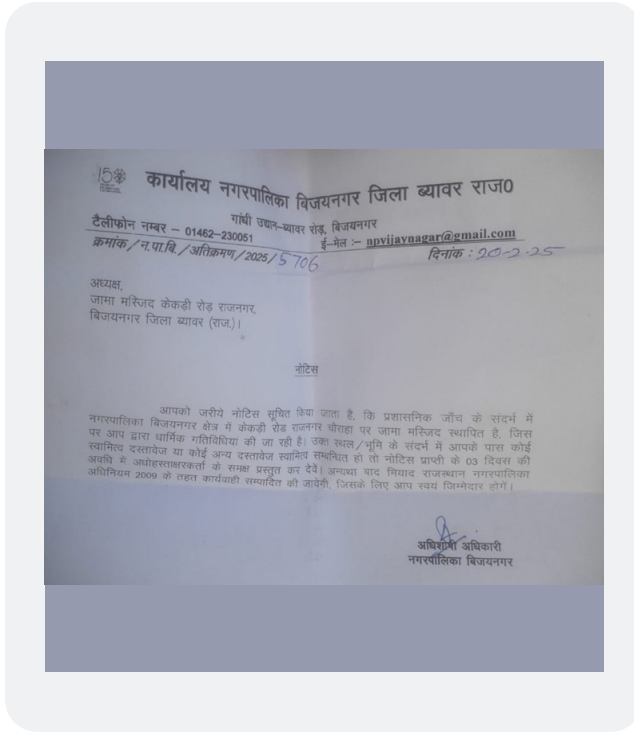 150
कार्यालय नगरपालिका बिजयनगर जिला ब्यावर राज0
गांधी उद्यान–ब्यावर रोड़, बिजयनगर
टैलीफोन नम्बर – 01462–230051
ई–मेल :– npvijaynagar@gmail.com
क्रमांक/न.पा.बि./अतिक्रमण/2025/5706
दिनांक : 20-2-25
अध्यक्ष,
जामा मस्जिद केकड़ी रोड़ राजनगर,
बिजयनगर जिला ब्यावर (राज.)।
नोटिस
आपको जरीये नोटिस सूचित किया जाता है, कि प्रशासनिक जाँच के संदर्भ में
नगरपालिका बिजयनगर क्षेत्र में केकड़ी रोड राजनगर चोराहा पर जामा मस्जिद स्थापित है, जिस
पर आप द्वारा धार्मिक गतिविधिया की जा रही है। उक्त स्थल/भूमि के संदर्भ में आपके पास कोई
स्वामित्व दस्तावेज या कोई अन्य दस्तावेज स्वामित्व सम्बन्धित हो तो नोटिस प्राप्ती के 03 दिवस की
अवधि में अधोहस्ताक्षरकर्ता के समक्ष प्रस्तुत कर देवें। अन्यथा बाद मियाद राजस्थान नगरपालिका
अधिनियम 2009 के तहत कार्यवाही सम्पादित की जावेगी, जिसके लिए आप स्वयं जिम्मेदार होगें।
अधिशाषी अधिकारी
नगरपालिका बिजयनगर